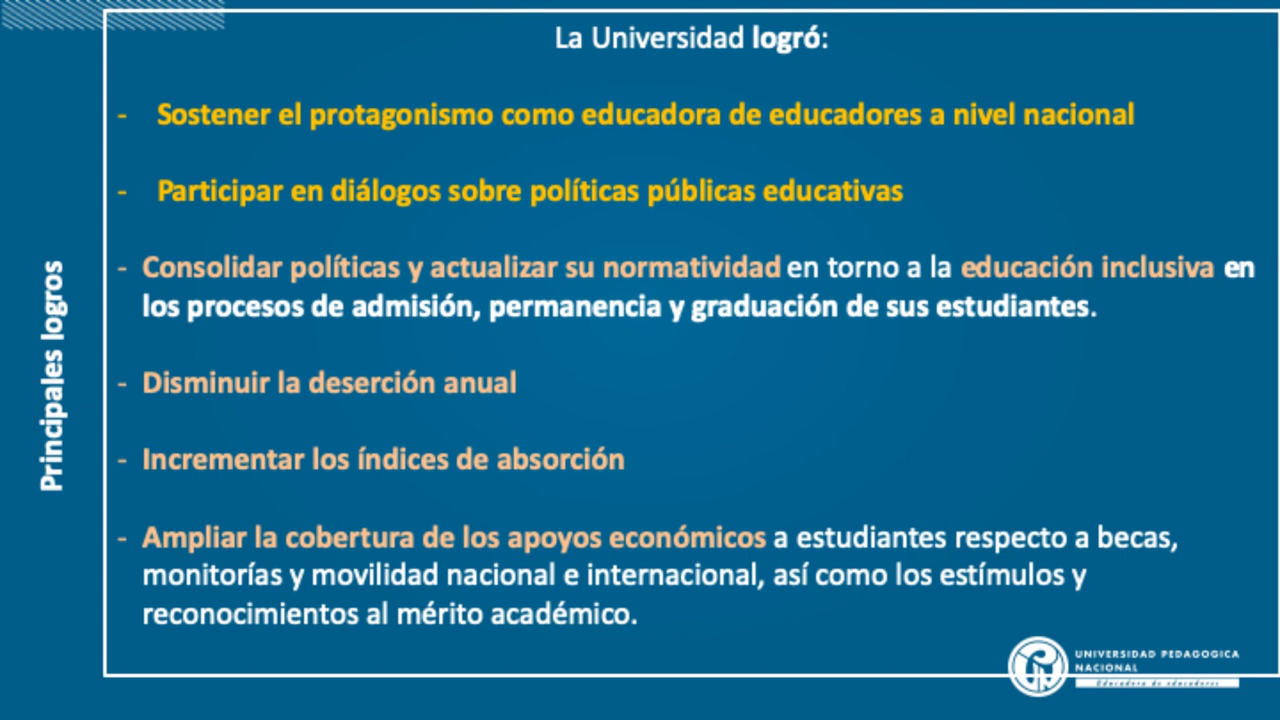 La Universidad logró:
- Sostener el protagonismo como educadora de educadores a nivel nacional
- Participar en diálogos sobre políticas públicas educativas
- Consolidar políticas y actualizar su normatividad en torno a la educación inclusiva en
los procesos de admisión, permanencia y graduación de sus estudiantes.
- Disminuir la deserción anual
- Incrementar los índices de absorción
- Ampliar la cobertura de los apoyos económicos a estudiantes respecto a becas,
monitorías y movilidad nacional e internacional, así como los estímulos y
reconocimientos al mérito académico.
Principales logros
UNIVERSIDAD PEDAGOGICA
NACIONAL
Educadora de educadores